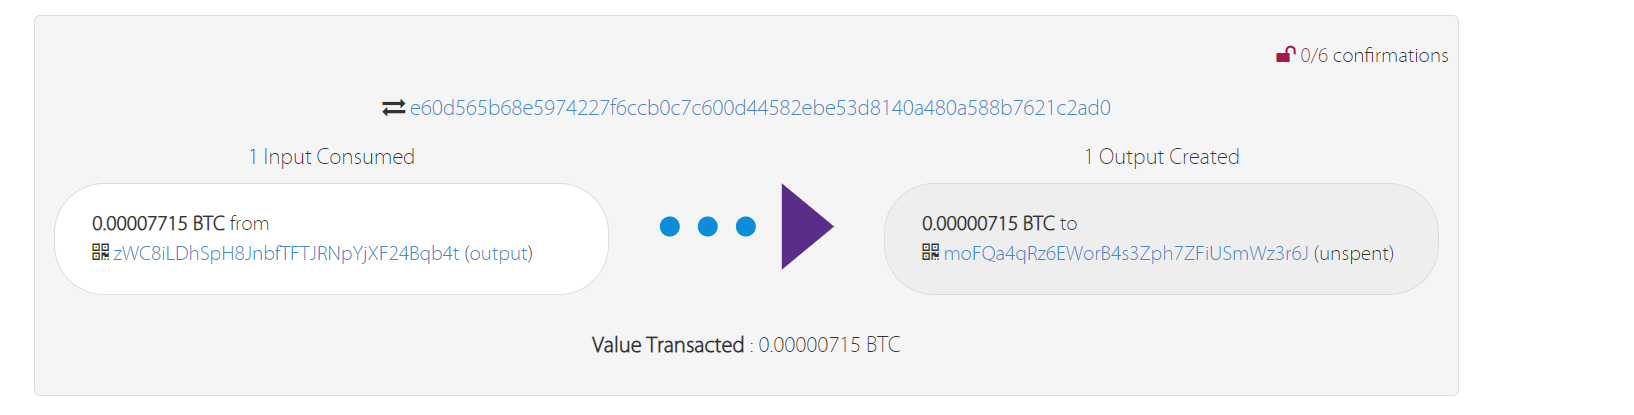 0/6 confirmations
e60d565b68e5974227f6ccb0c7c600d44582ebe53d8140a480a588b7621c2ad0
1 Input Consumed
1 Output Created
0.00007715 BTC from
zWC8iLDhSpH8JnbfTFTJRNpYjXF24Bqb4t (output)
0.00000715 BTC to
moFQa4qRz6EWorB4s3Zph7ZFiUSmWz3r6J (unspent)
Value Transacted : 0.00000715 BTC